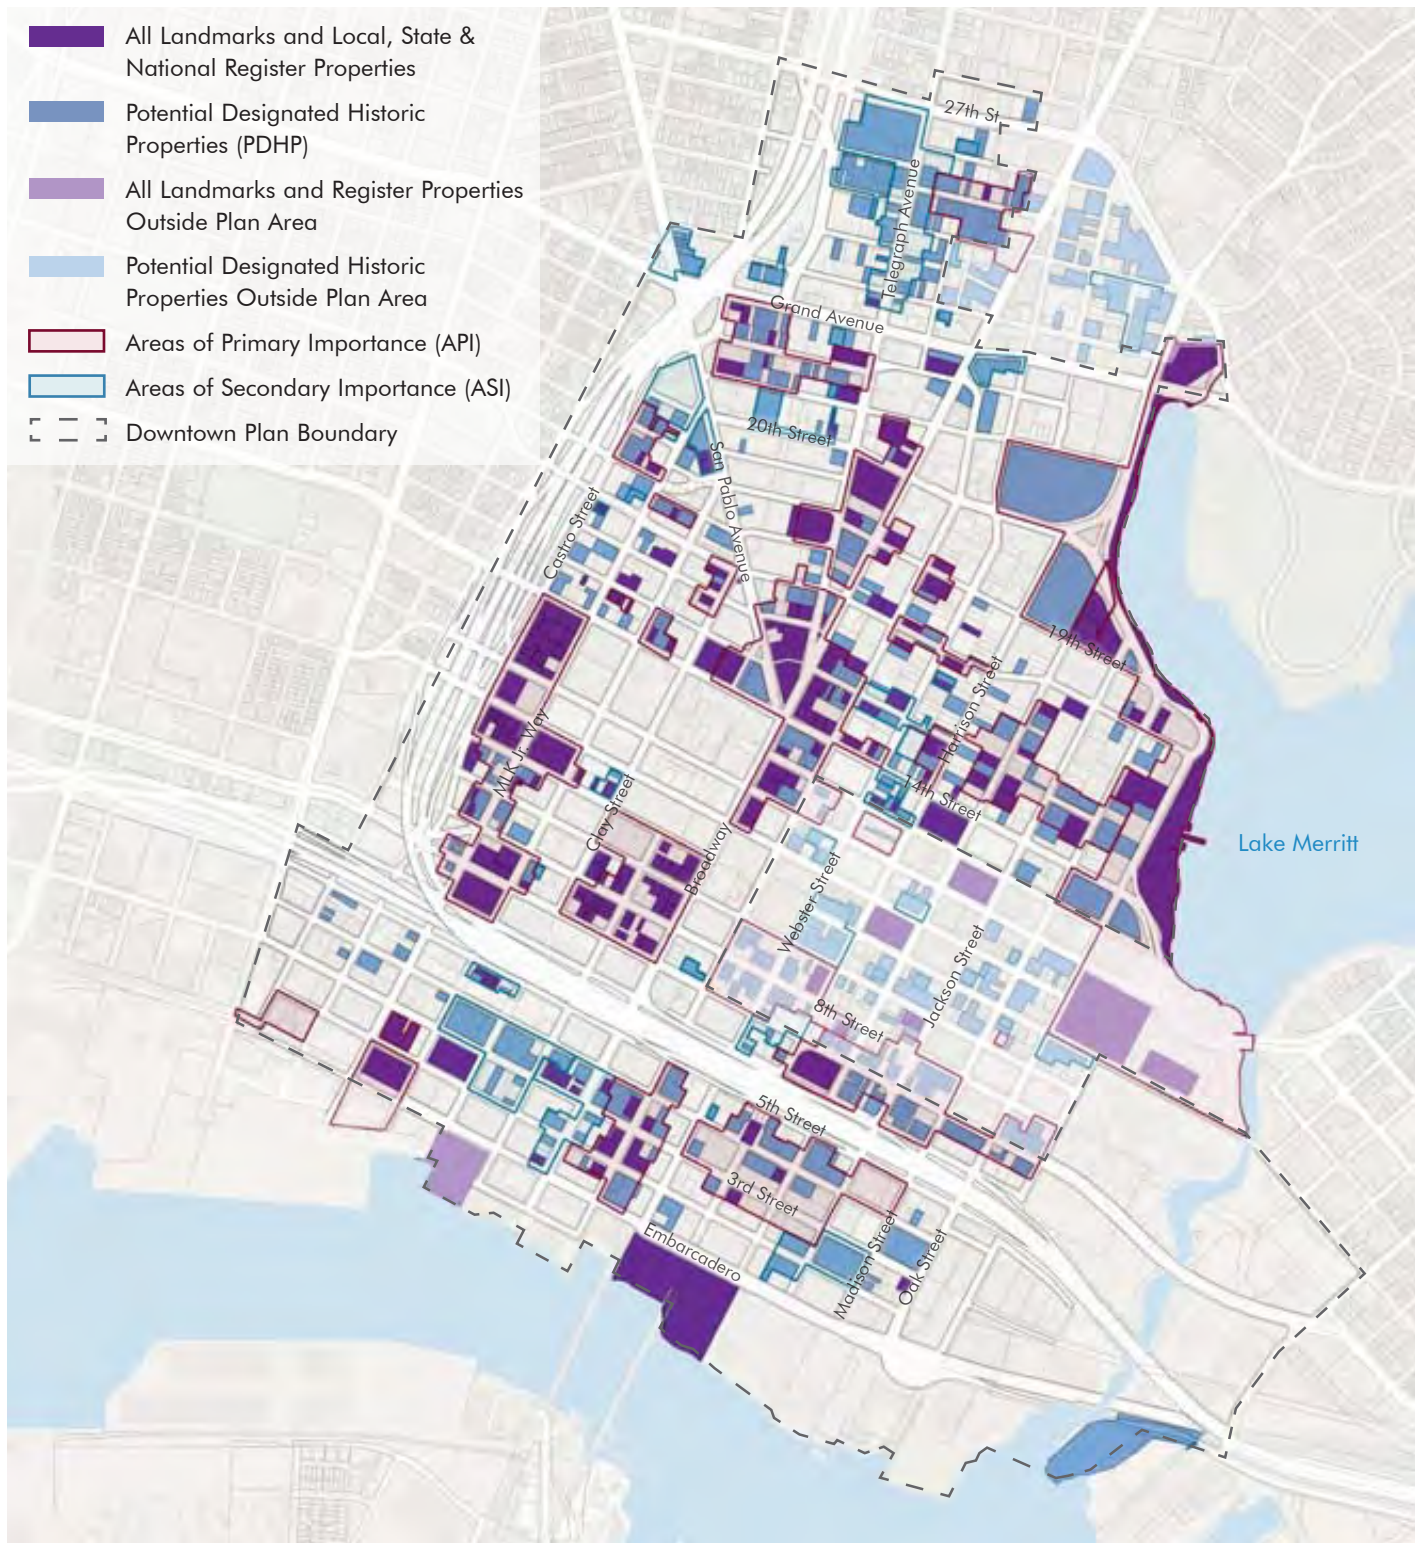 All Landmarks and Local, State &
National Register Properties
Potential Designated Historic
Properties (PDHP)
All Landmarks and Register Properties
Outside Plan Area
Potential Designated Historic
Properties Outside Plan Area
Areas of Primary Importance (API)
Areas of Secondary Importance (ASI)
Downtown Plan Boundary
27th St
Telegraph Avenue
Grand Avenue
20th Street
San Pablo Avenue
Castro Street
19th Street
Harrison Street
MLK Jr. Way
14th Street
Clay Street
Broadway
Lake Merritt
Webster Street
Jackson Street
8th Street
5th Street
3rd Street
Embarcadero
Madison Street
Oak Street